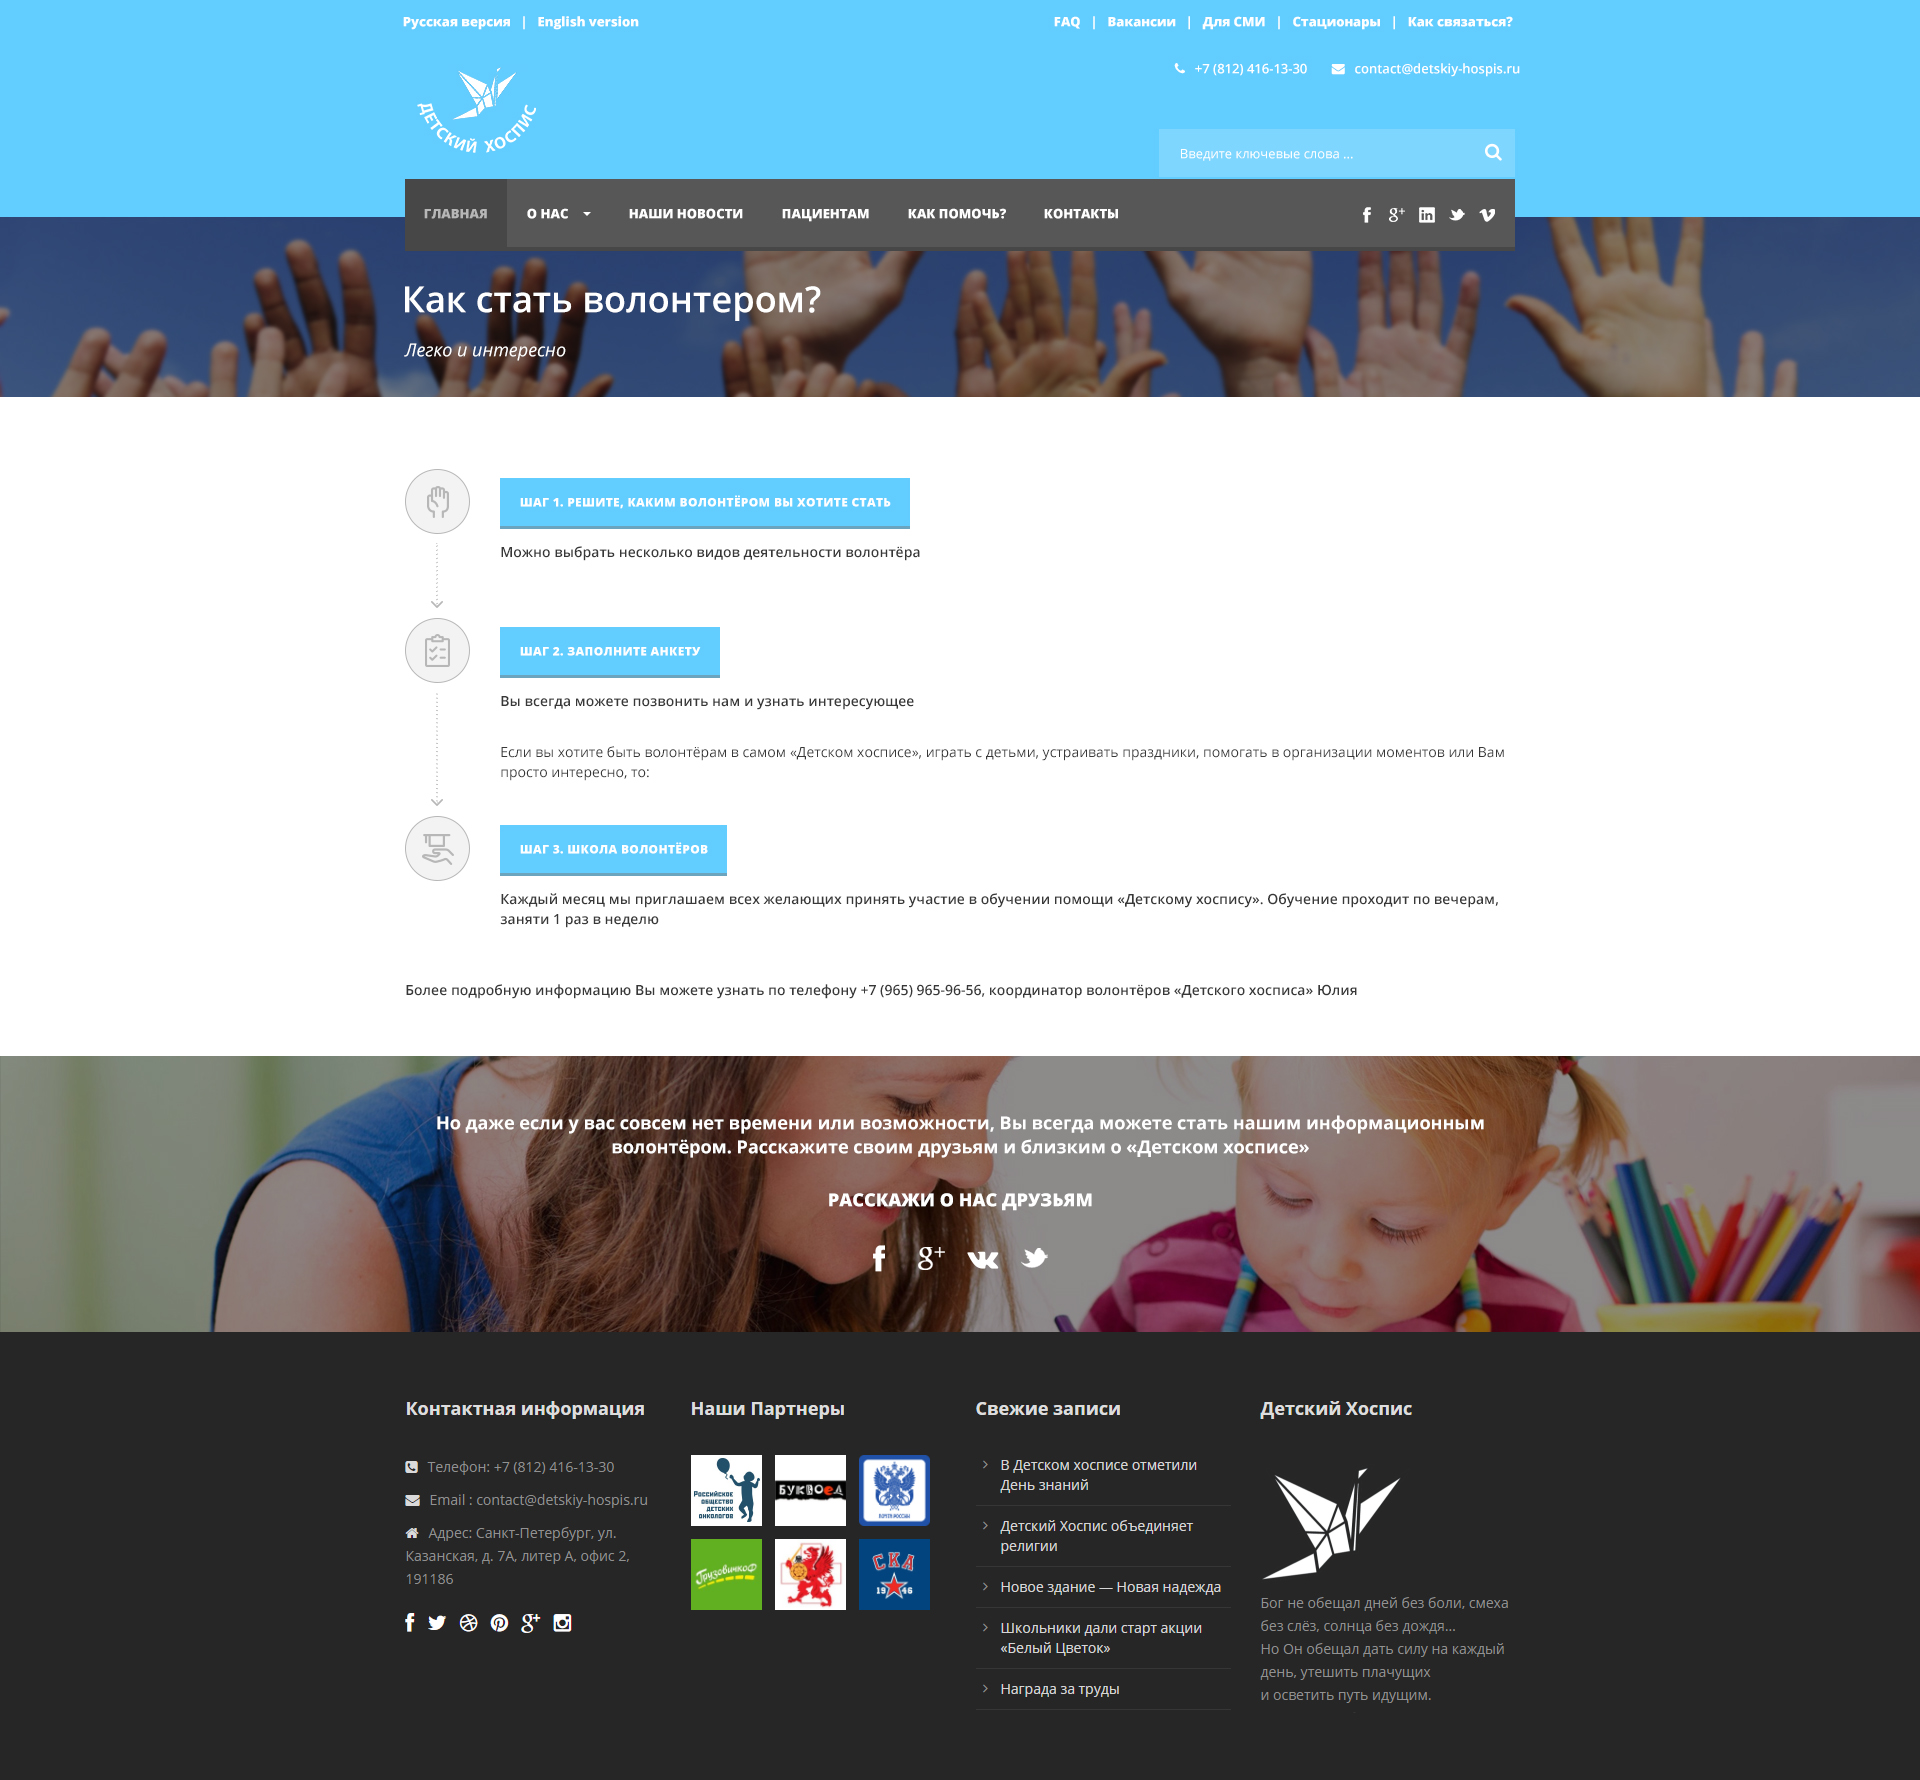 Русская версия | English version
FAQ | Вакансии | Для СМИ | Стационары | Как связаться?
+7 (812) 416-13-30 contact@detskiy-hospis.ru
ДЕТСКИЙ ХОСПИС
Введите ключевые слова ...
ГЛАВНАЯ О НАС НАШИ НОВОСТИ ПАЦИЕНТАМ КАК ПОМОЧЬ? КОНТАКТЫ
Как стать волонтером?
Легко и интересно
ШАГ 1. РЕШИТЕ, КАКИМ ВОЛОНТЁРОМ ВЫ ХОТИТЕ СТАТЬ
Можно выбрать несколько видов деятельности волонтёра
ШАГ 2. ЗАПОЛНИТЕ АНКЕТУ
Вы всегда можете позвонить нам и узнать интересующее
Если вы хотите быть волонтёрам в самом «Детском хосписе», играть с детьми, устраивать праздники, помогать в организации моментов или Вам
просто интересно, то:
ШАГ 3. ШКОЛА ВОЛОНТЁРОВ
Каждый месяц мы приглашаем всех желающих принять участие в обучении помощи «Детскому хоспису». Обучение проходит по вечерам,
заняти 1 раз в неделю
Более подробную информацию Вы можете узнать по телефону +7 (965) 965-96-56, координатор волонтёров «Детского хосписа» Юлия
Но даже если у вас совсем нет времени или возможности, Вы всегда можете стать нашим информационным
волонтёром. Расскажите своим друзьям и близким о «Детском хосписе»
РАССКАЖИ О НАС ДРУЗЬЯМ
Контактная информация
Телефон: +7 (812) 416-13-30
Email : contact@detskiy-hospis.ru
Адрес: Санкт-Петербург, ул.
Казанская, д. 7А, литер А, офис 2,
191186
Наши Партнеры
Российское
общество
детских
онкологов
БУКВОЕД
ПОЧТА РОССИИ
ГрузовичкоФ
СКА
19 46
Свежие записи
В Детском хосписе отметили
День знаний
Детский Хоспис объединяет
религии
Новое здание — Новая надежда
Школьники дали старт акции
«Белый Цветок»
Награда за труды
Детский Хоспис
Бог не обещал дней без боли, смеха
без слёз, солнца без дождя...
Но Он обещал дать силу на каждый
день, утешить плачущих
и осветить путь идущим.